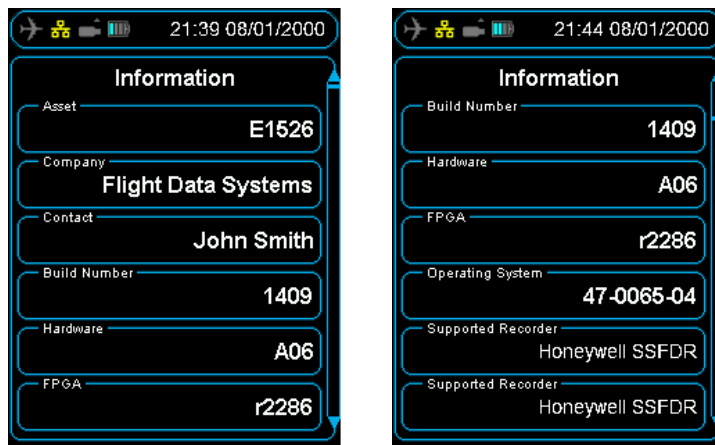 21:39 08/01/2000
Information
Asset
E1526
Company
Flight Data Systems
Contact
John Smith
Build Number
1409
Hardware
A06
FPGA
r2286
21:44 08/01/2000
Information
Build Number
1409
Hardware
A06
FPGA
r2286
Operating System
47-0065-04
Supported Recorder
Honeywell SSFDR
Supported Recorder
Honeywell SSFDR